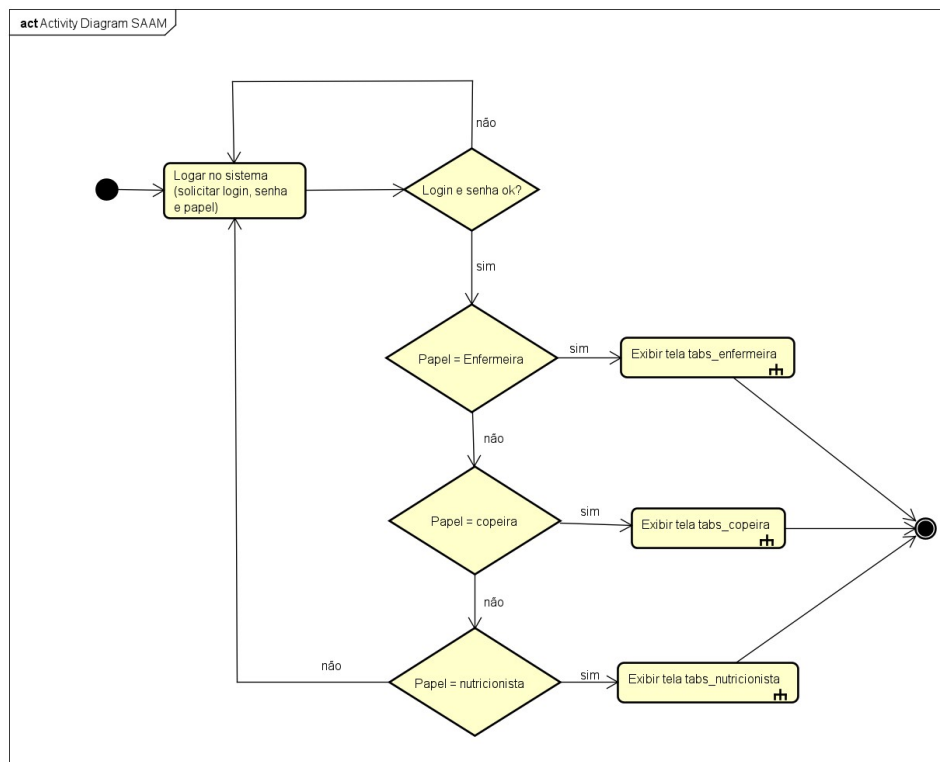 act Activity Diagram SAAM
não
Logar no sistema
(solicitar login, senha
e papel)
Login e senha ok?
sim
Papel = Enfermeira
sim
Exibir tela tabs_enfermeira
não
Papel = copeira
sim
Exibir tela tabs_copeira
não
não
Papel = nutricionista
sim
Exibir tela tabs_nutricionista